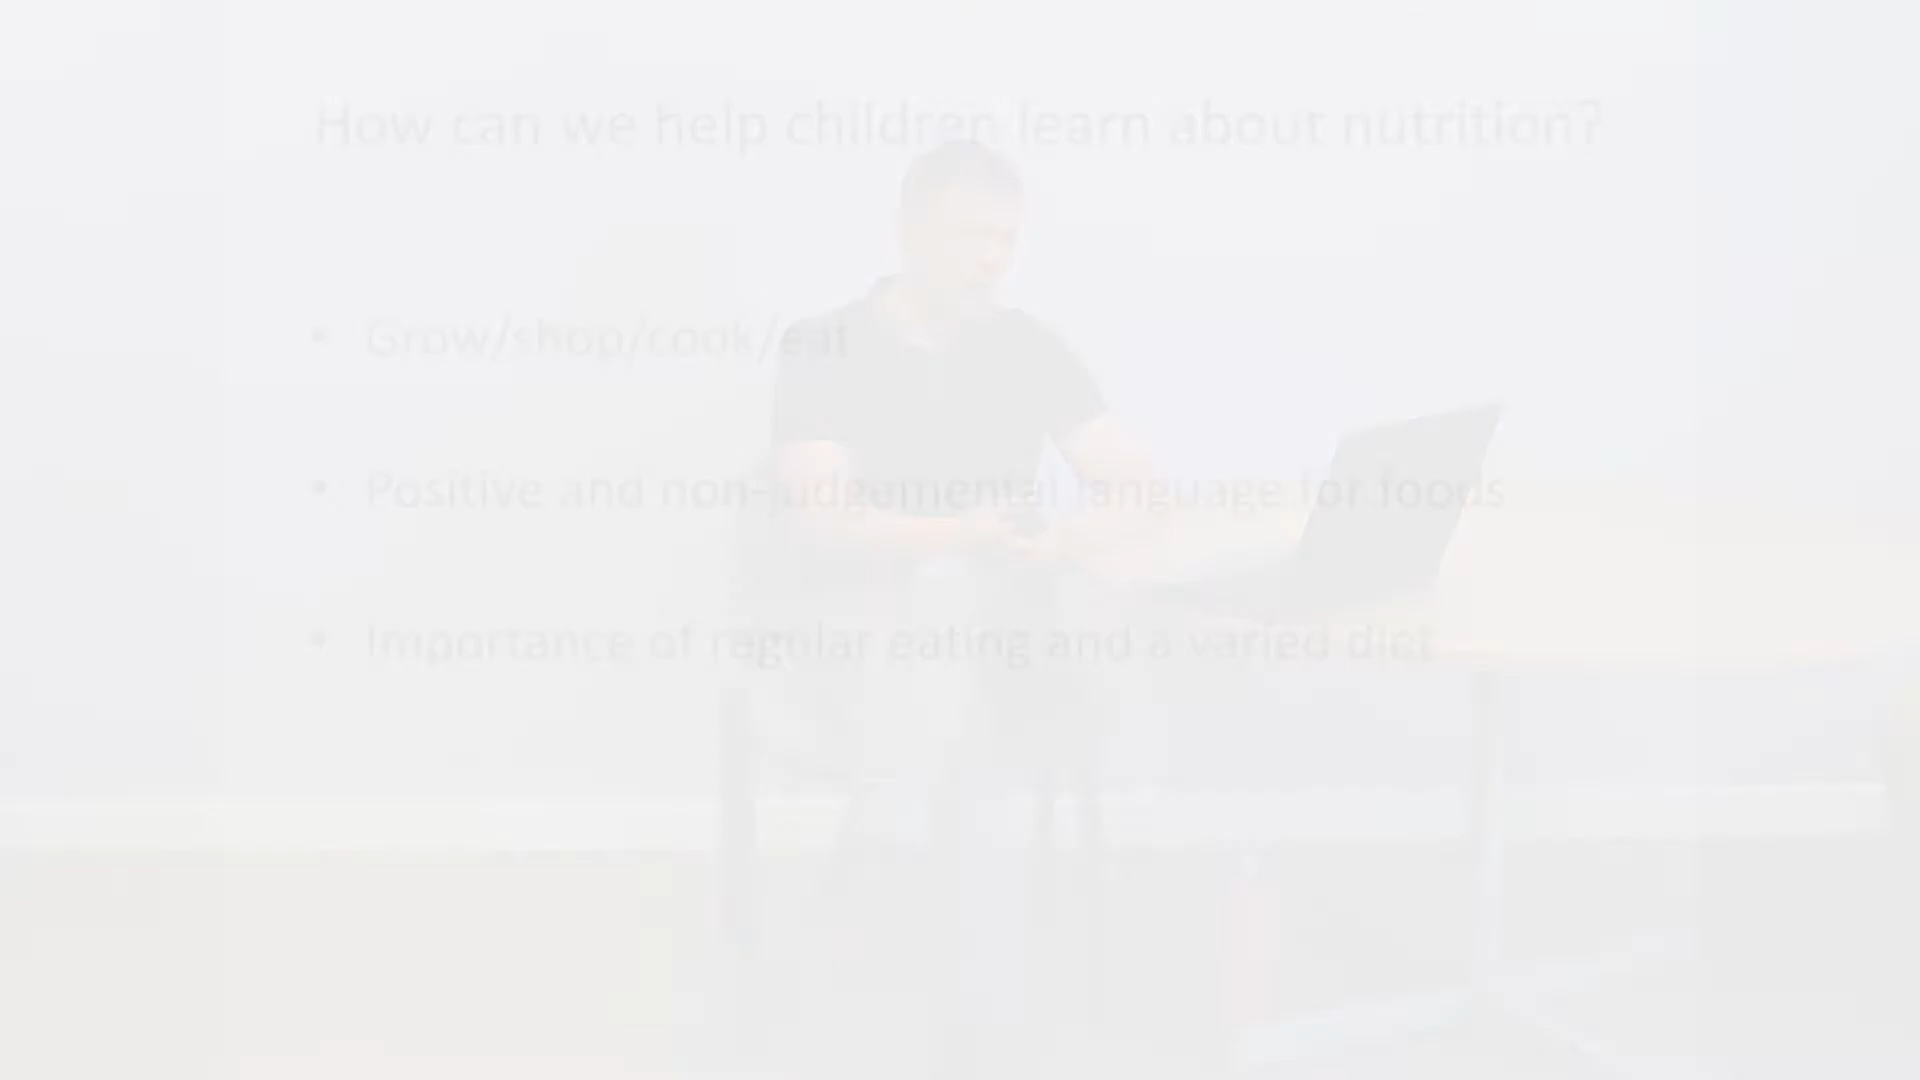 How can we help children learn about nutrition?
• Grow/shop/cook/eat
• Positive and non-judgemental language for foods
• Importance of regular eating and a varied diet